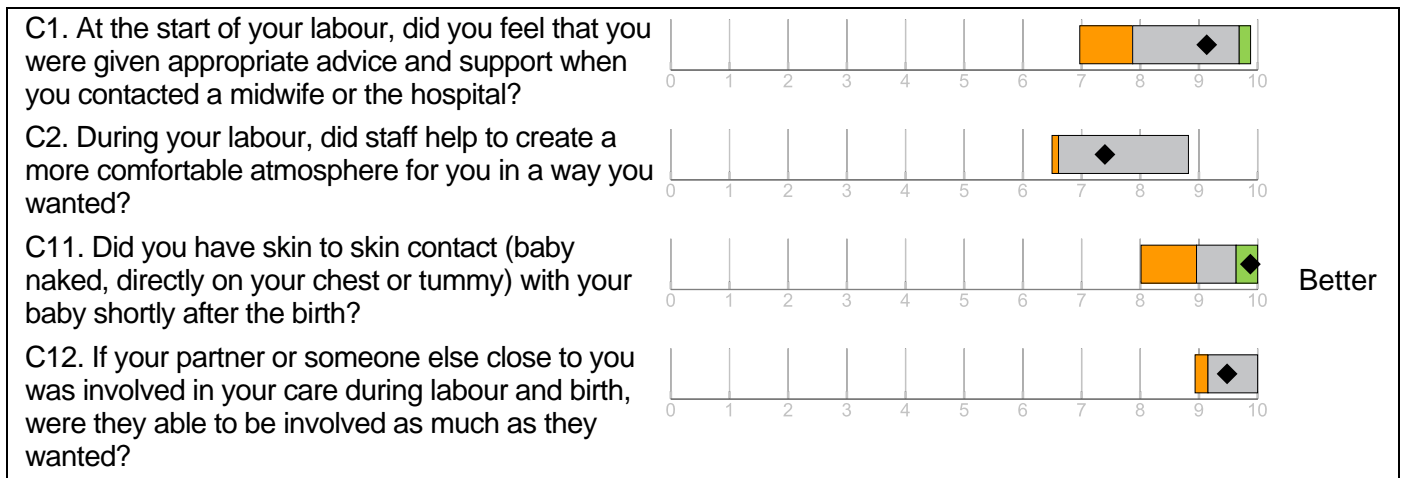 C1. At the start of your labour, did you feel that you
were given appropriate advice and support when
you contacted a midwife or the hospital?
0 1 2 3 4 5 6 7 8 9 10
C2. During your labour, did staff help to create a
more comfortable atmosphere for you in a way you
wanted?
0 1 2 3 4 5 6 7 8 9 10
C11. Did you have skin to skin contact (baby
naked, directly on your chest or tummy) with your
baby shortly after the birth?
0 1 2 3 4 5 6 7 8 9 10
Better
C12. If your partner or someone else close to you
was involved in your care during labour and birth,
were they able to be involved as much as they
wanted?
0 1 2 3 4 5 6 7 8 9 10